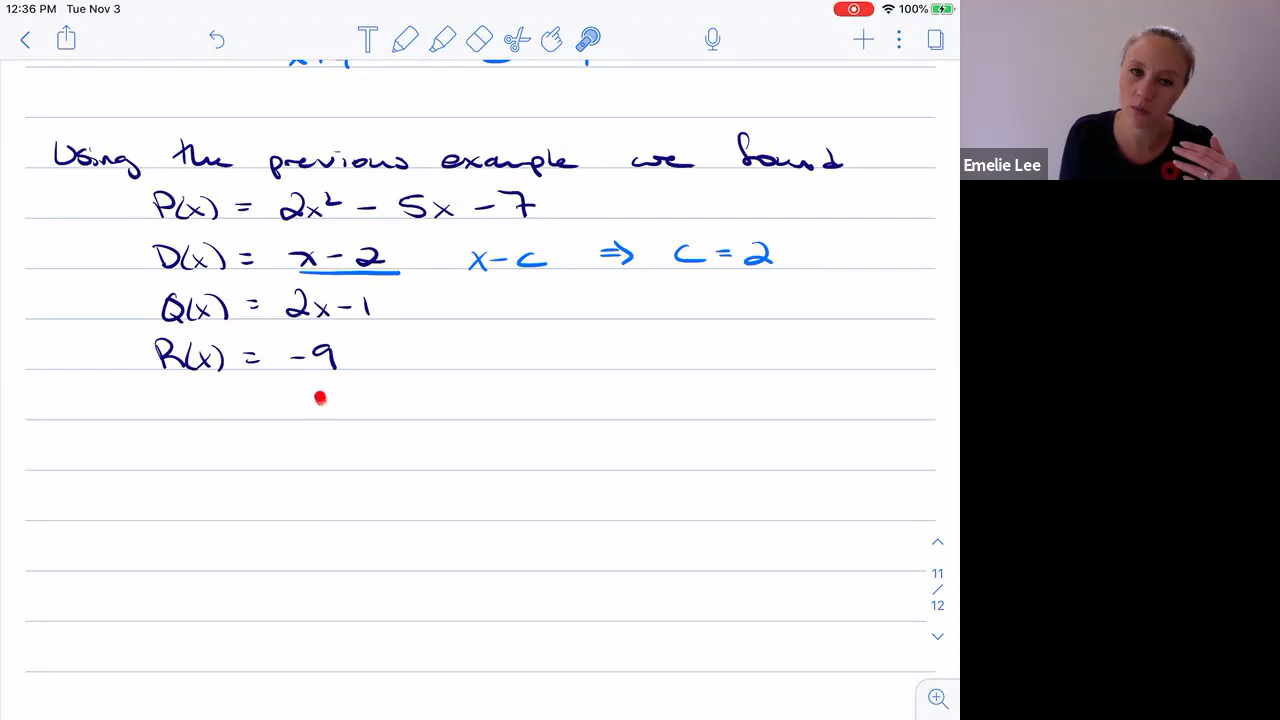 12:36 PM Tue Nov 3
100%
Using the previous example we found
P(x) = 2x² - 5x - 7
D(x) = x - 2 x - c ⇒ c = 2
Q(x) = 2x - 1
R(x) = -9
Emelie Lee
11
/
12